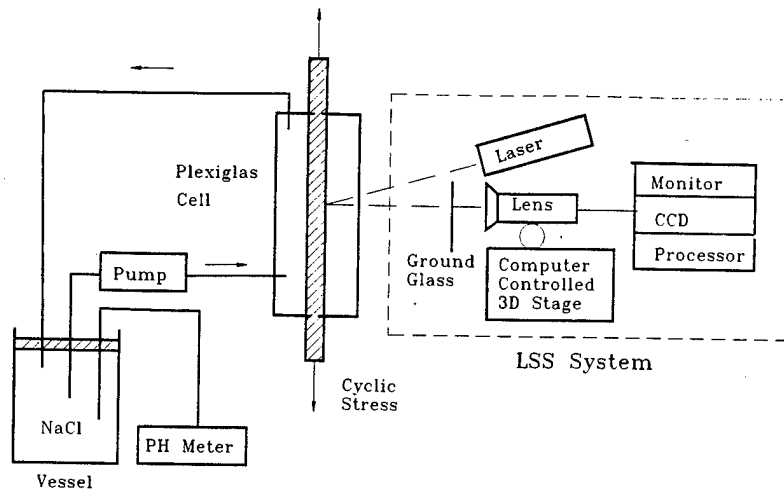 Plexiglas
Cell
Pump
NaCl
Vessel
PH Meter
Cyclic
Stress
Laser
Lens
Ground
Glass
Computer
Controlled
3D Stage
Monitor
CCD
Processor
LSS System